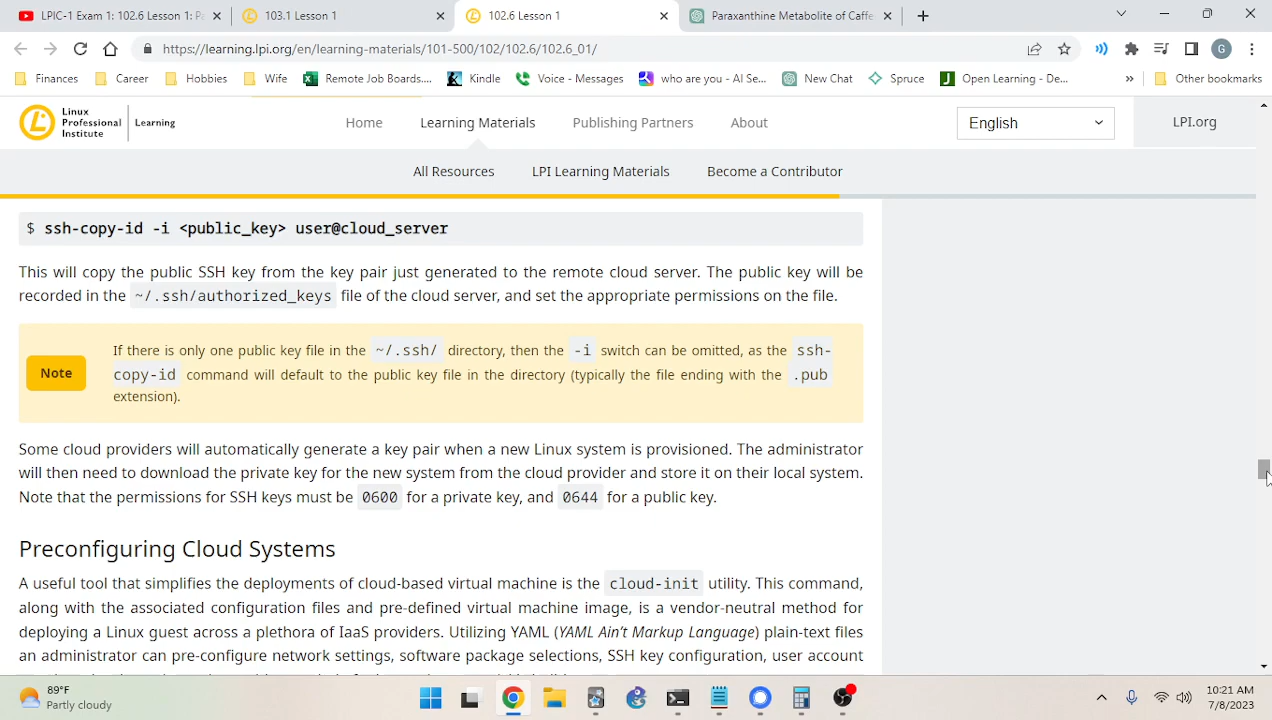 LPIC-1 Exam 1: 102.6 Lesson 1: Pa
103.1 Lesson 1
102.6 Lesson 1
Paraxanthine Metabolite of Caffe
https://learning.lpi.org/en/learning-materials/101-500/102/102.6/102.6_01/
G
Finances
Career
Hobbies
Wife
Remote Job Boards....
Kindle
Voice - Messages
who are you - AI Se...
New Chat
Spruce
Open Learning - De...
»
Other bookmarks
Linux
Professional
Institute
Learning
Home
Learning Materials
Publishing Partners
About
English
LPI.org
All Resources
LPI Learning Materials
Become a Contributor
$ ssh-copy-id -i <public_key> user@cloud_server
This will copy the public SSH key from the key pair just generated to the remote cloud server. The public key will be
recorded in the ~/.ssh/authorized_keys file of the cloud server, and set the appropriate permissions on the file.
Note
If there is only one public key file in the ~/.ssh/ directory, then the -i switch can be omitted, as the ssh-
copy-id command will default to the public key file in the directory (typically the file ending with the .pub
extension).
Some cloud providers will automatically generate a key pair when a new Linux system is provisioned. The administrator
will then need to download the private key for the new system from the cloud provider and store it on their local system.
Note that the permissions for SSH keys must be 0600 for a private key, and 0644 for a public key.
Preconfiguring Cloud Systems
A useful tool that simplifies the deployments of cloud-based virtual machine is the cloud-init utility. This command,
along with the associated configuration files and pre-defined virtual machine image, is a vendor-neutral method for
deploying a Linux guest across a plethora of IaaS providers. Utilizing YAML (YAML Ain't Markup Language) plain-text files
an administrator can pre-configure network settings, software package selections, SSH key configuration, user account
89°F
Partly cloudy
10:21 AM
7/8/2023